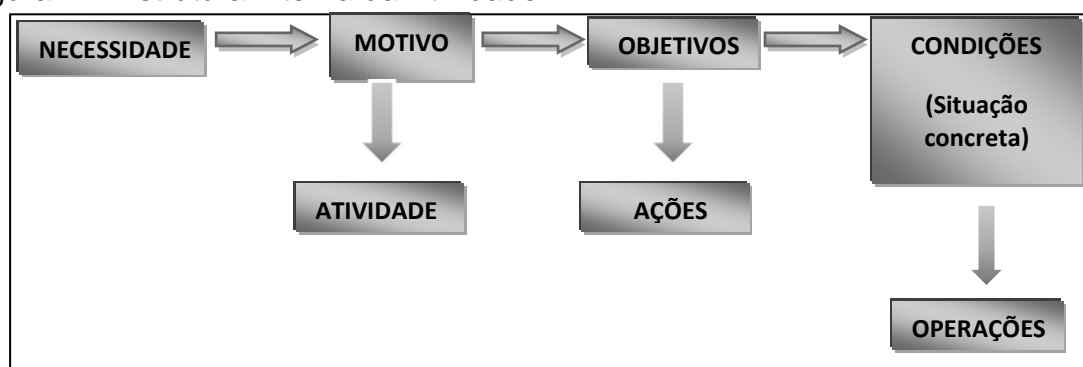 NECESSIDADE
MOTIVO
OBJETIVOS
CONDIÇÕES
(Situação
concreta)
ATIVIDADE
AÇÕES
OPERAÇÕES